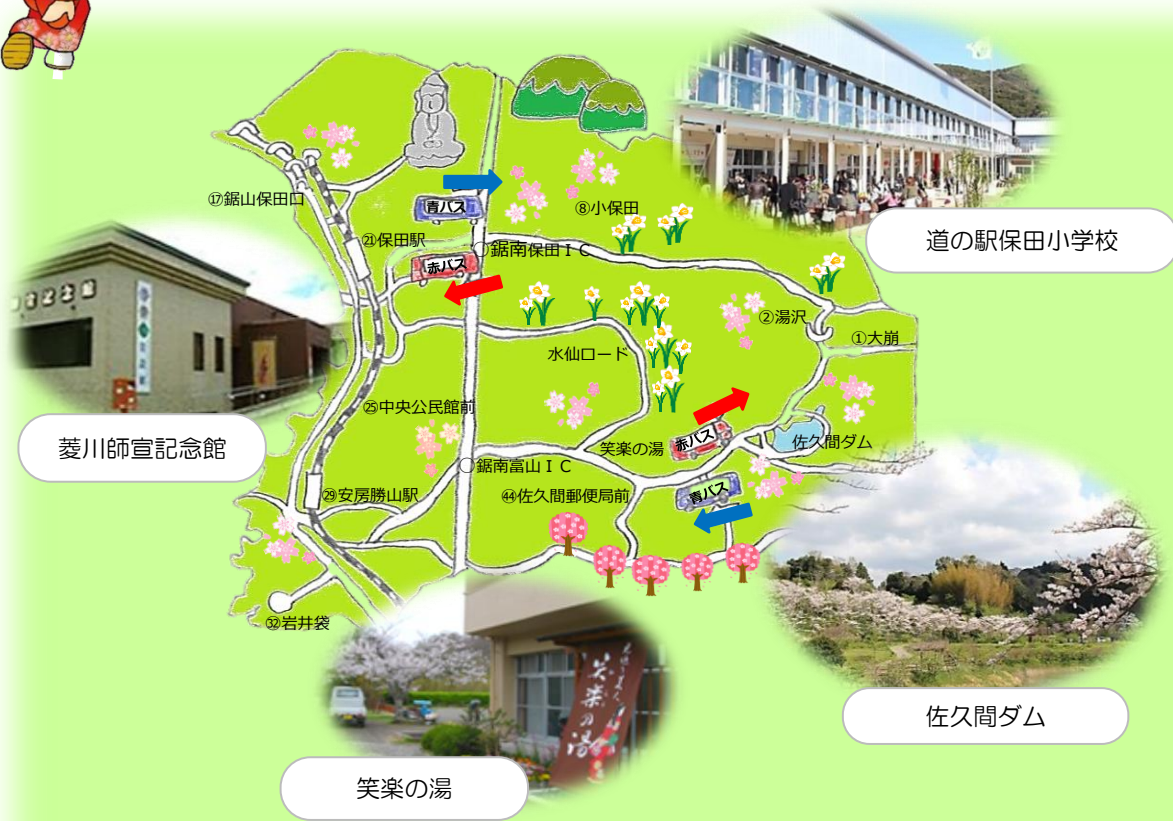 道の駅保田小学校
⑰鋸山保田口
青バス
⑧小保田
㉑保田駅
○鋸南保田ＩＣ
赤バス
②湯沢
①大崩
水仙ロード
㉕中央公民館前
菱川師宣記念館
笑楽の湯
赤バス
佐久間ダム
○鋸南富山ＩＣ
㉙安房勝山駅
㊹佐久間郵便局前
青バス
㉜岩井袋
笑楽の湯
佐久間ダム
笑楽の湯